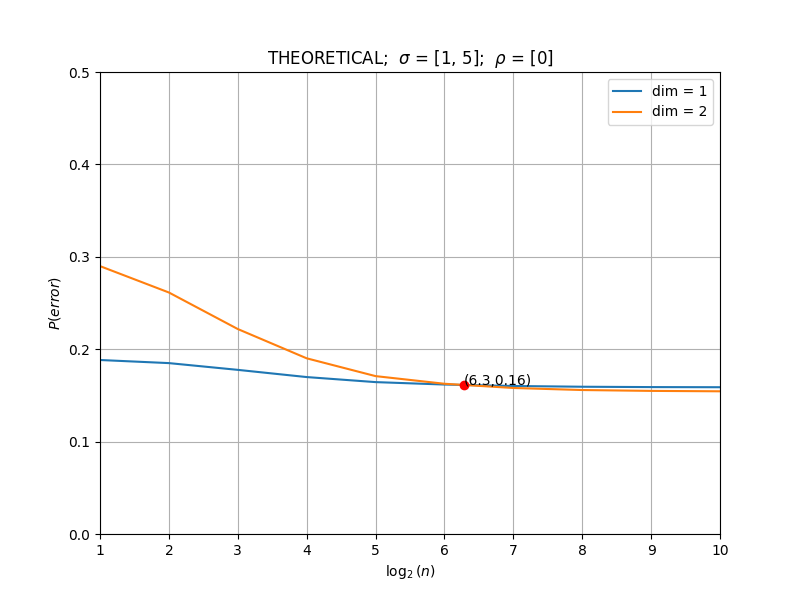 THEORETICAL; σ = [1, 5]; ρ = [0]
dim = 1
dim = 2
0.5
0.4
0.3
0.2
0.1
0.0
P(error)
(6.3,0.16)
1 2 3 4 5 6 7 8 9 10
log₂(n)